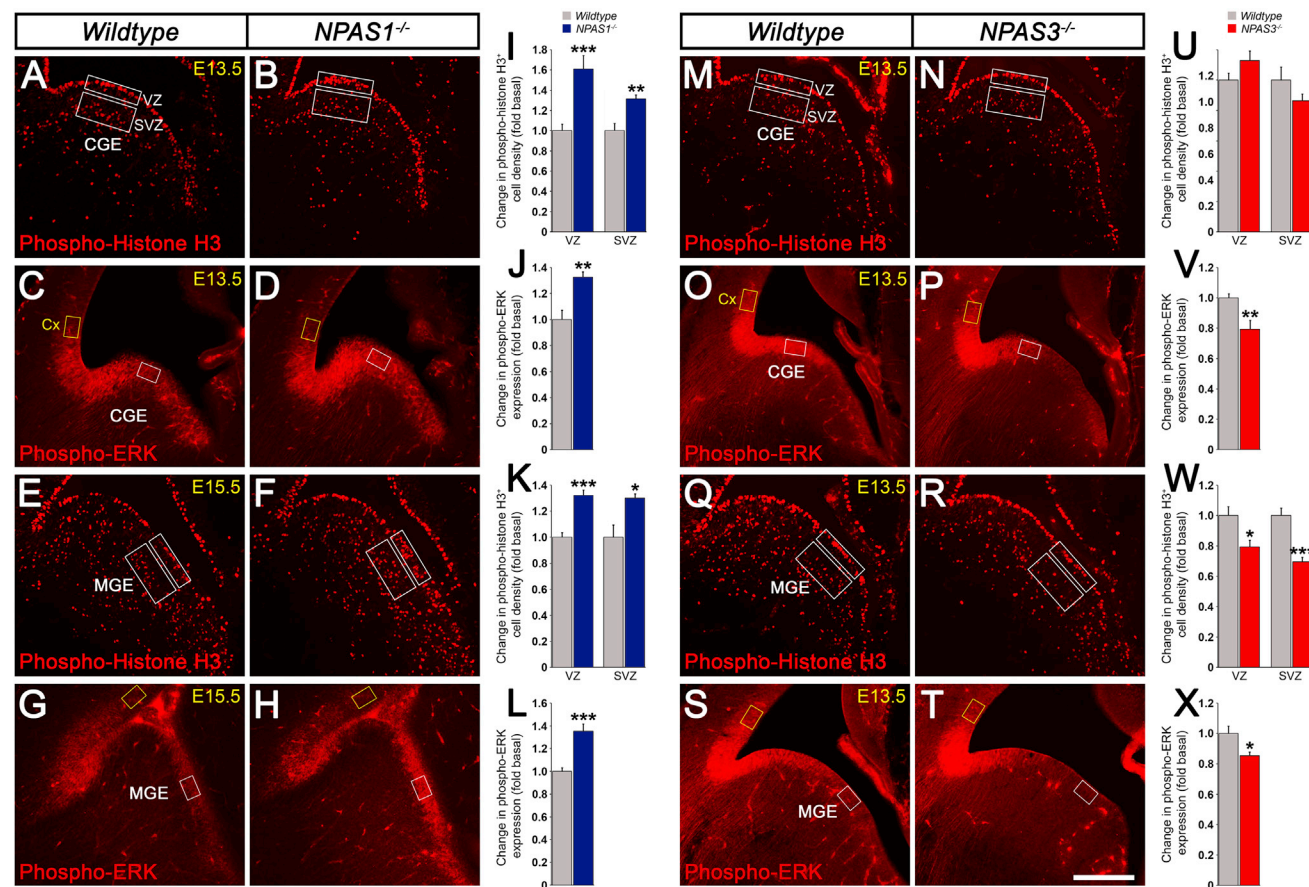 Wildtype NPAS1-/- Wildtype NPAS3-/-
A E13.5 B
VZ
SVZ
CGE
Phospho-Histone H3
C E13.5 D
Cx
CGE
Phospho-ERK
E E15.5 F
MGE
Phospho-Histone H3
G E15.5 H
MGE
Phospho-ERK
I
Wildtype
NPAS1-/-
Change in phospho-histone H3+
cell density (fold basal)
1.8
1.6
1.4
1.2
1.0
0.8
0.6
0.4
0.2
0
***
**
VZ SVZ
J
Change in phospho-ERK
expression (fold basal)
1.4
1.2
1.0
0.8
0.6
0.4
0.2
0
**
K
Change in phospho-histone H3+
cell density (fold basal)
1.4
1.2
1.0
0.8
0.6
0.4
0.2
0
***
*
VZ SVZ
L
Change in phospho-ERK
expression (fold basal)
1.6
1.4
1.2
1.0
0.8
0.6
0.4
0.2
0
***
M E13.5 N
VZ
SVZ
CGE
Phospho-Histone H3
O E13.5 P
Cx
CGE
Phospho-ERK
Q E13.5 R
MGE
Phospho-Histone H3
S E13.5 T
MGE
Phospho-ERK
U
Wildtype
NPAS3-/-
Change in phospho-histone H3+
cell density (fold basal)
1.2
1.0
0.8
0.6
0.4
0.2
0
VZ SVZ
V
Change in phospho-ERK
expression (fold basal)
1.2
1.0
0.8
0.6
0.4
0.2
0
**
W
Change in phospho-histone H3+
cell density (fold basal)
1.2
1.0
0.8
0.6
0.4
0.2
0
*
***
VZ SVZ
X
Change in phospho-ERK
expression (fold basal)
1.2
1.0
0.8
0.6
0.4
0.2
0
*